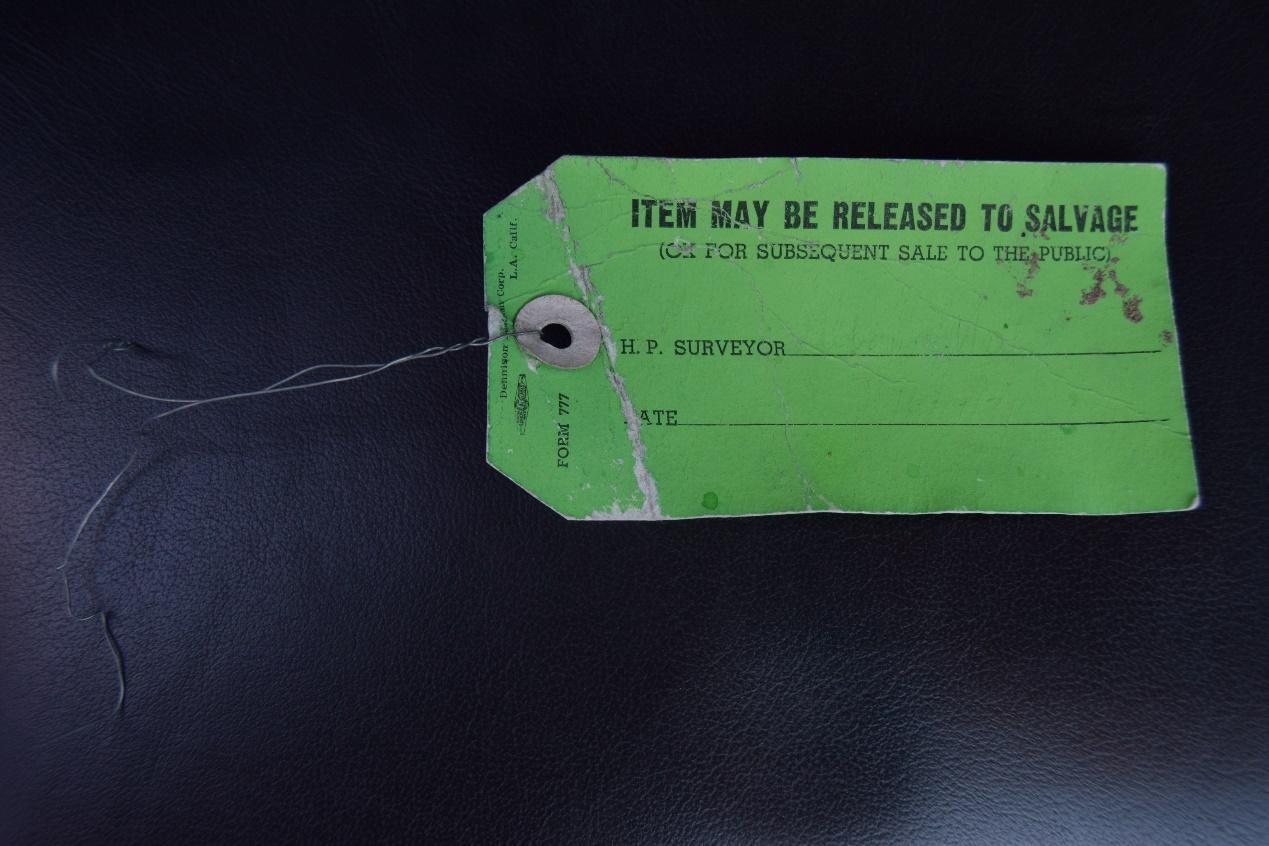 ITEM MAY BE RELEASED TO SALVAGE
(OK FOR SUBSEQUENT SALE TO THE PUBLIC)
H. P. SURVEYOR
ATE
FORM 777
Dennison Corp.
L.A. Calif.